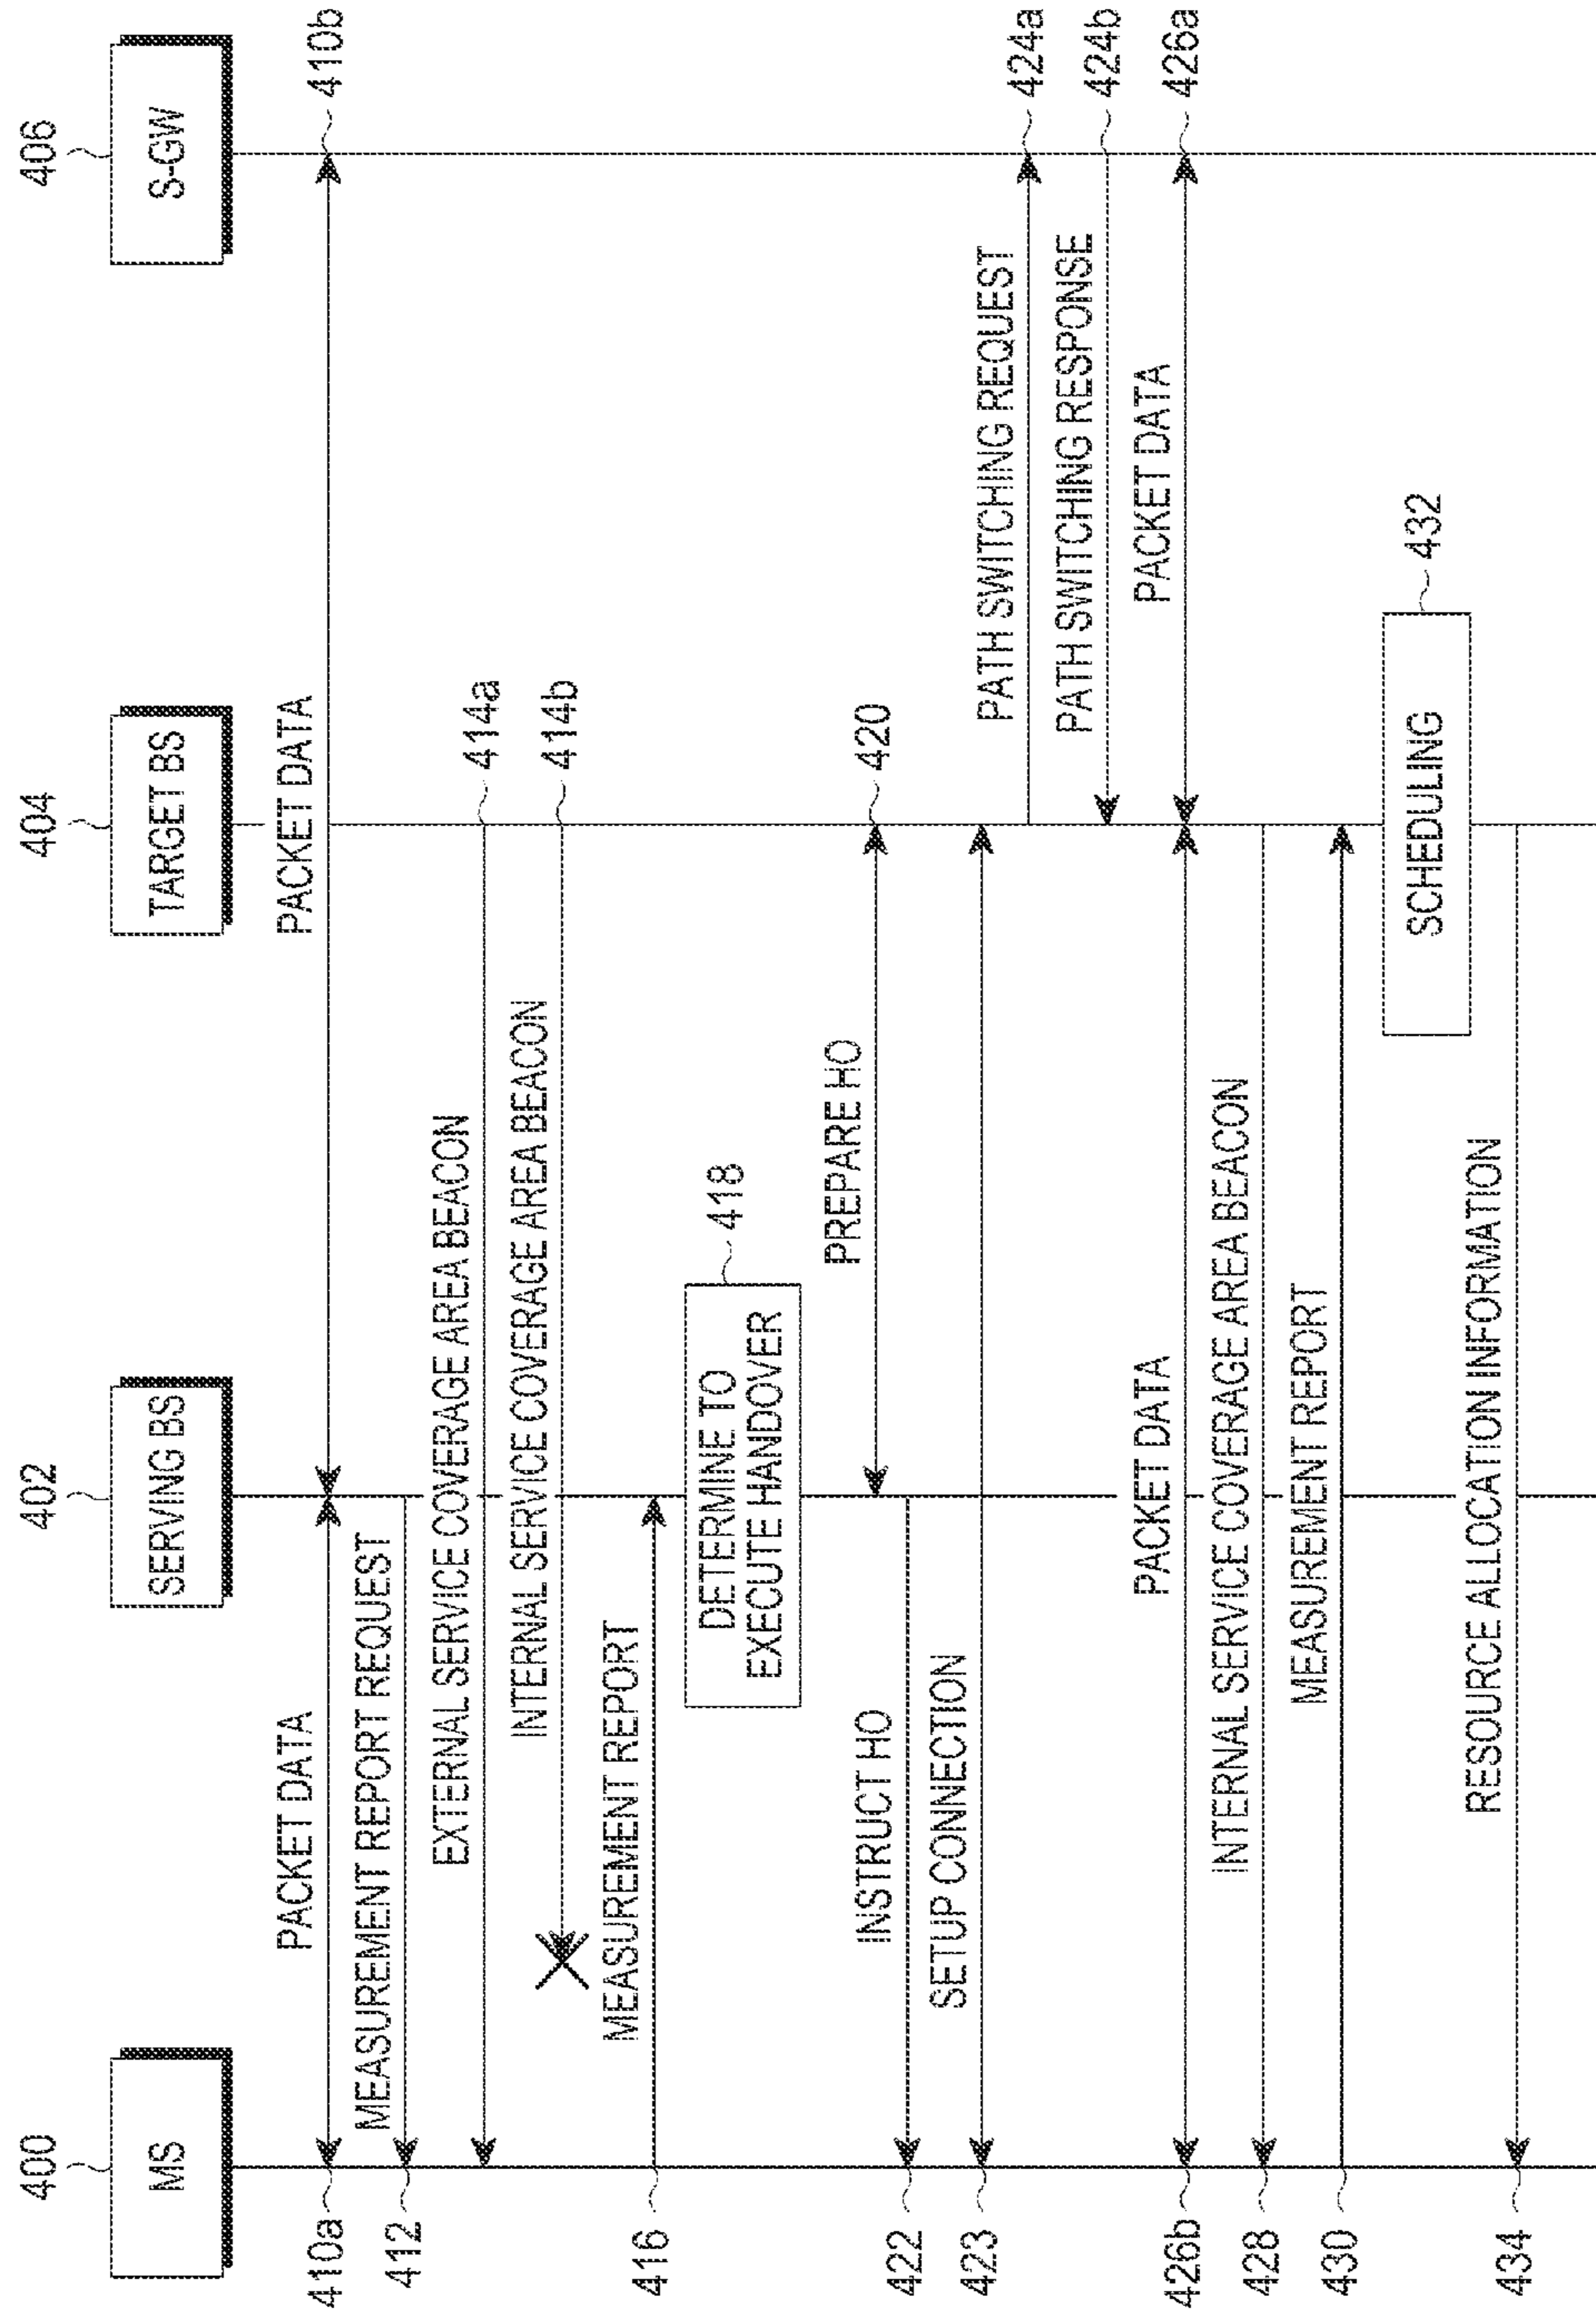 400
402
404
406
MS
SERVING BS
TARGET BS
S-GW
410a
PACKET DATA
PACKET DATA
410b
412
MEASUREMENT REPORT REQUEST
EXTERNAL SERVICE COVERAGE AREA BEACON
414a
INTERNAL SERVICE COVERAGE AREA BEACON
414b
416
MEASUREMENT REPORT
DETERMINE TO
EXECUTE HANDOVER
418
PREPARE HO
420
422
INSTRUCT HO
423
SETUP CONNECTION
PATH SWITCHING REQUEST
424a
PATH SWITCHING RESPONSE
424b
426b
PACKET DATA
PACKET DATA
426a
428
INTERNAL SERVICE COVERAGE AREA BEACON
430
MEASUREMENT REPORT
SCHEDULING
432
434
RESOURCE ALLOCATION INFORMATION